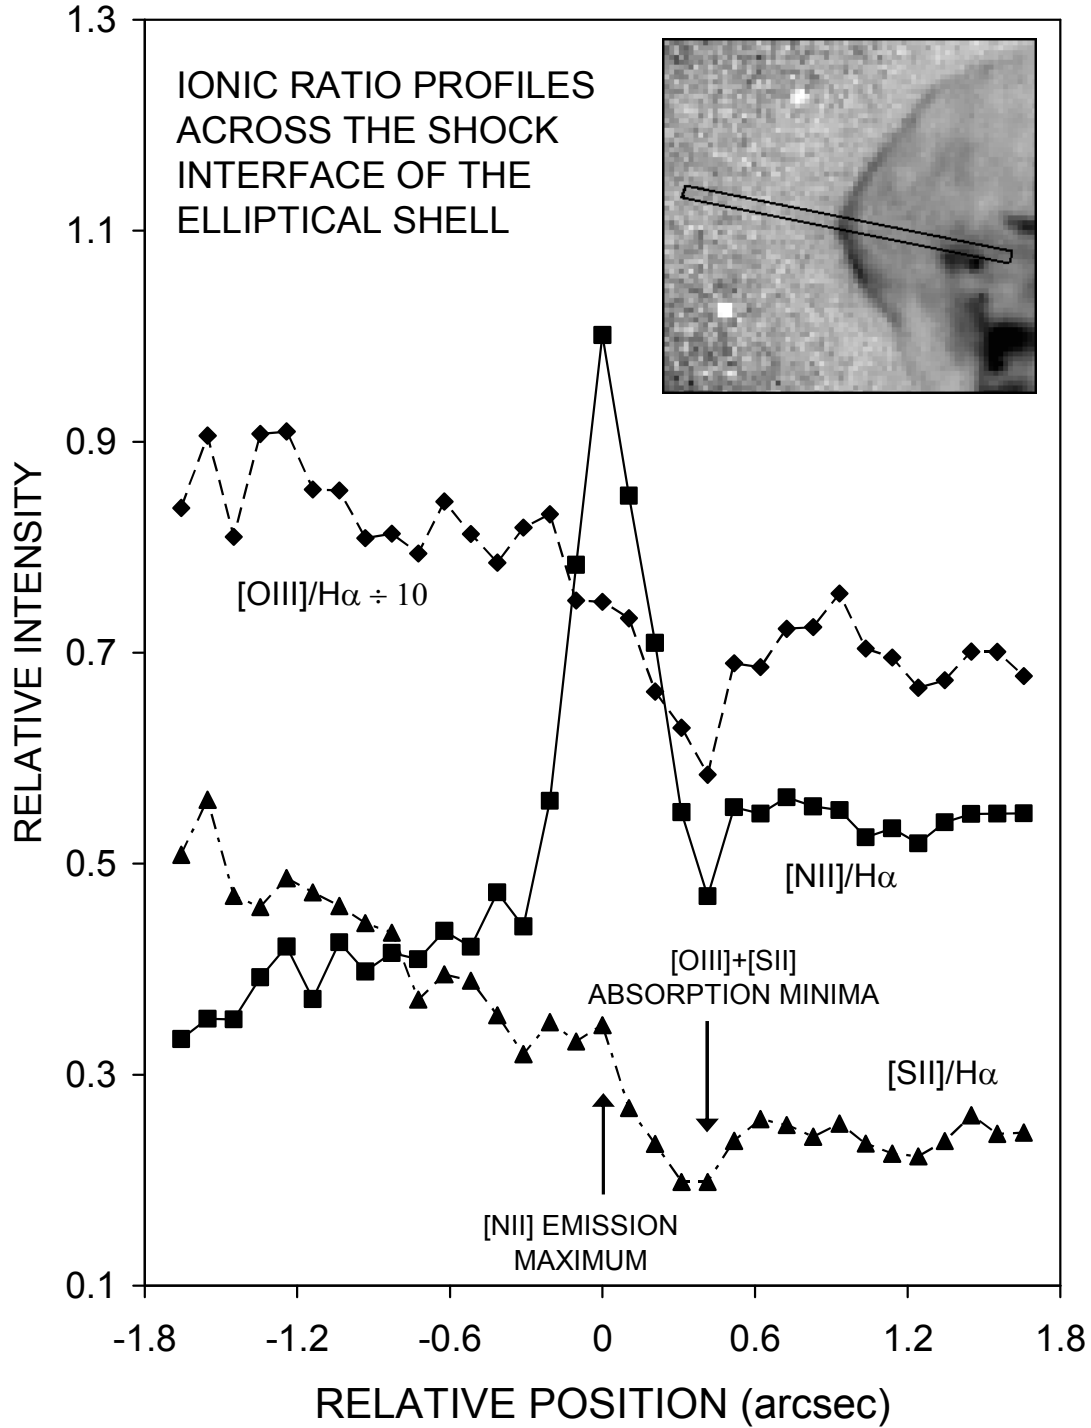 IONIC RATIO PROFILES
ACROSS THE SHOCK
INTERFACE OF THE
ELLIPTICAL SHELL
1.3
1.1
0.9
0.7
0.5
0.3
0.1
RELATIVE INTENSITY
[OIII]/Hα ÷ 10
[NII]/Hα
[OIII]+[SII]
ABSORPTION MINIMA
[SII]/Hα
[NII] EMISSION
MAXIMUM
-1.8
-1.2
-0.6
0
0.6
1.2
1.8
RELATIVE POSITION (arcsec)